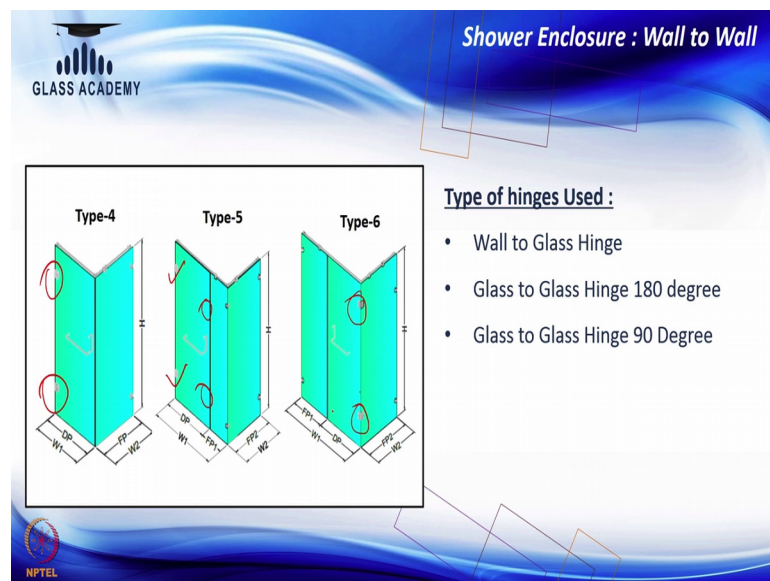 Shower Enclosure : Wall to Wall
GLASS ACADEMY
Type-4
Type-5
Type-6
H
H
H
DP
W1
FP
W2
DP
W1
FP1
FP2
W2
FP1
W1
DP
FP2
W2
Type of hinges Used :
• Wall to Glass Hinge
• Glass to Glass Hinge 180 degree
• Glass to Glass Hinge 90 Degree
NPTEL